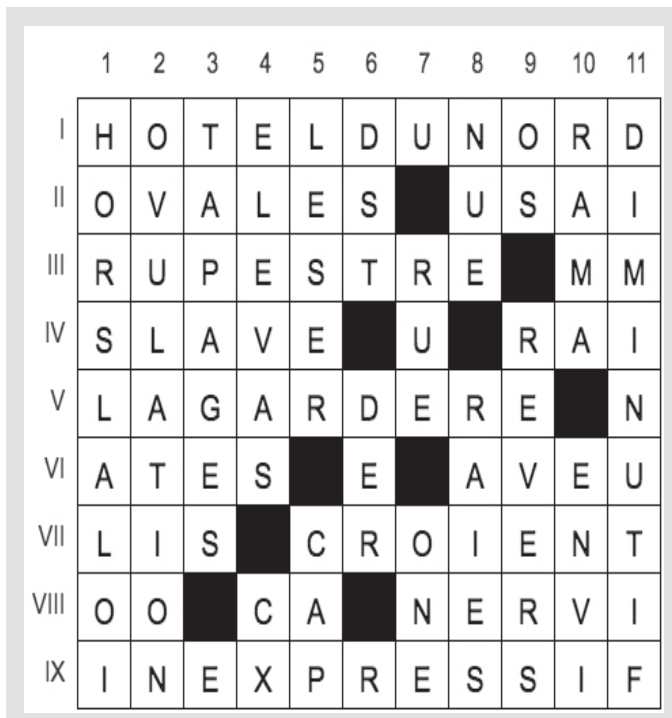 1 2 3 4 5 6 7 8 9 10 11
I H O T E L D U N O R D
II O V A L E S U S A I
III R U P E S T R E M M
IV S L A V E U R A I
V L A G A R D E R E N
VI A T E S E A V E U
VII L I S C R O I E N T
VIII O O C A N E R V I
IX I N E X P R E S S I F